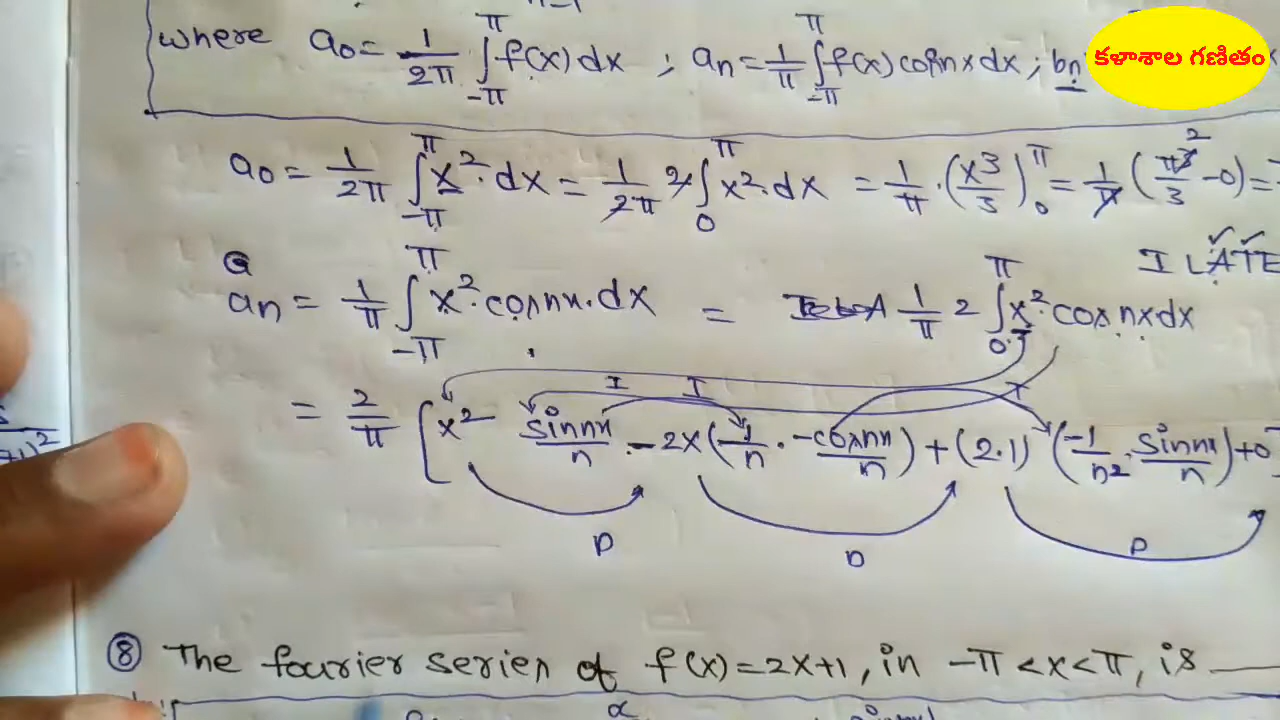 n=1
where a₀ = 1/2π ∫_{-π}^{π} f(x) dx ; aₙ = 1/π ∫_{-π}^{π} f(x) cos nx dx ; bₙ
కళాశాల గణితం
a₀ = 1/2π ∫_{-π}^{π} x². dx = 1/2π 2 ∫_{0}^{π} x². dx = 1/π . (x³/3)_{0}^{π} = 1/π (π³/3 - 0) =
I LATE
aₙ = 1/π ∫_{-π}^{π} x². cos nx . dx = 1/π 2 ∫_{0}^{π} x². cos nx dx
= 2/π [ x² sin nx/n - 2x (1/n . -cos nx/n) + (2.1) (-1/n² . sin nx/n) + 0
I I I
D D D
⑧ The fourier series of f(x) = 2x+1, in -π < x < π, is